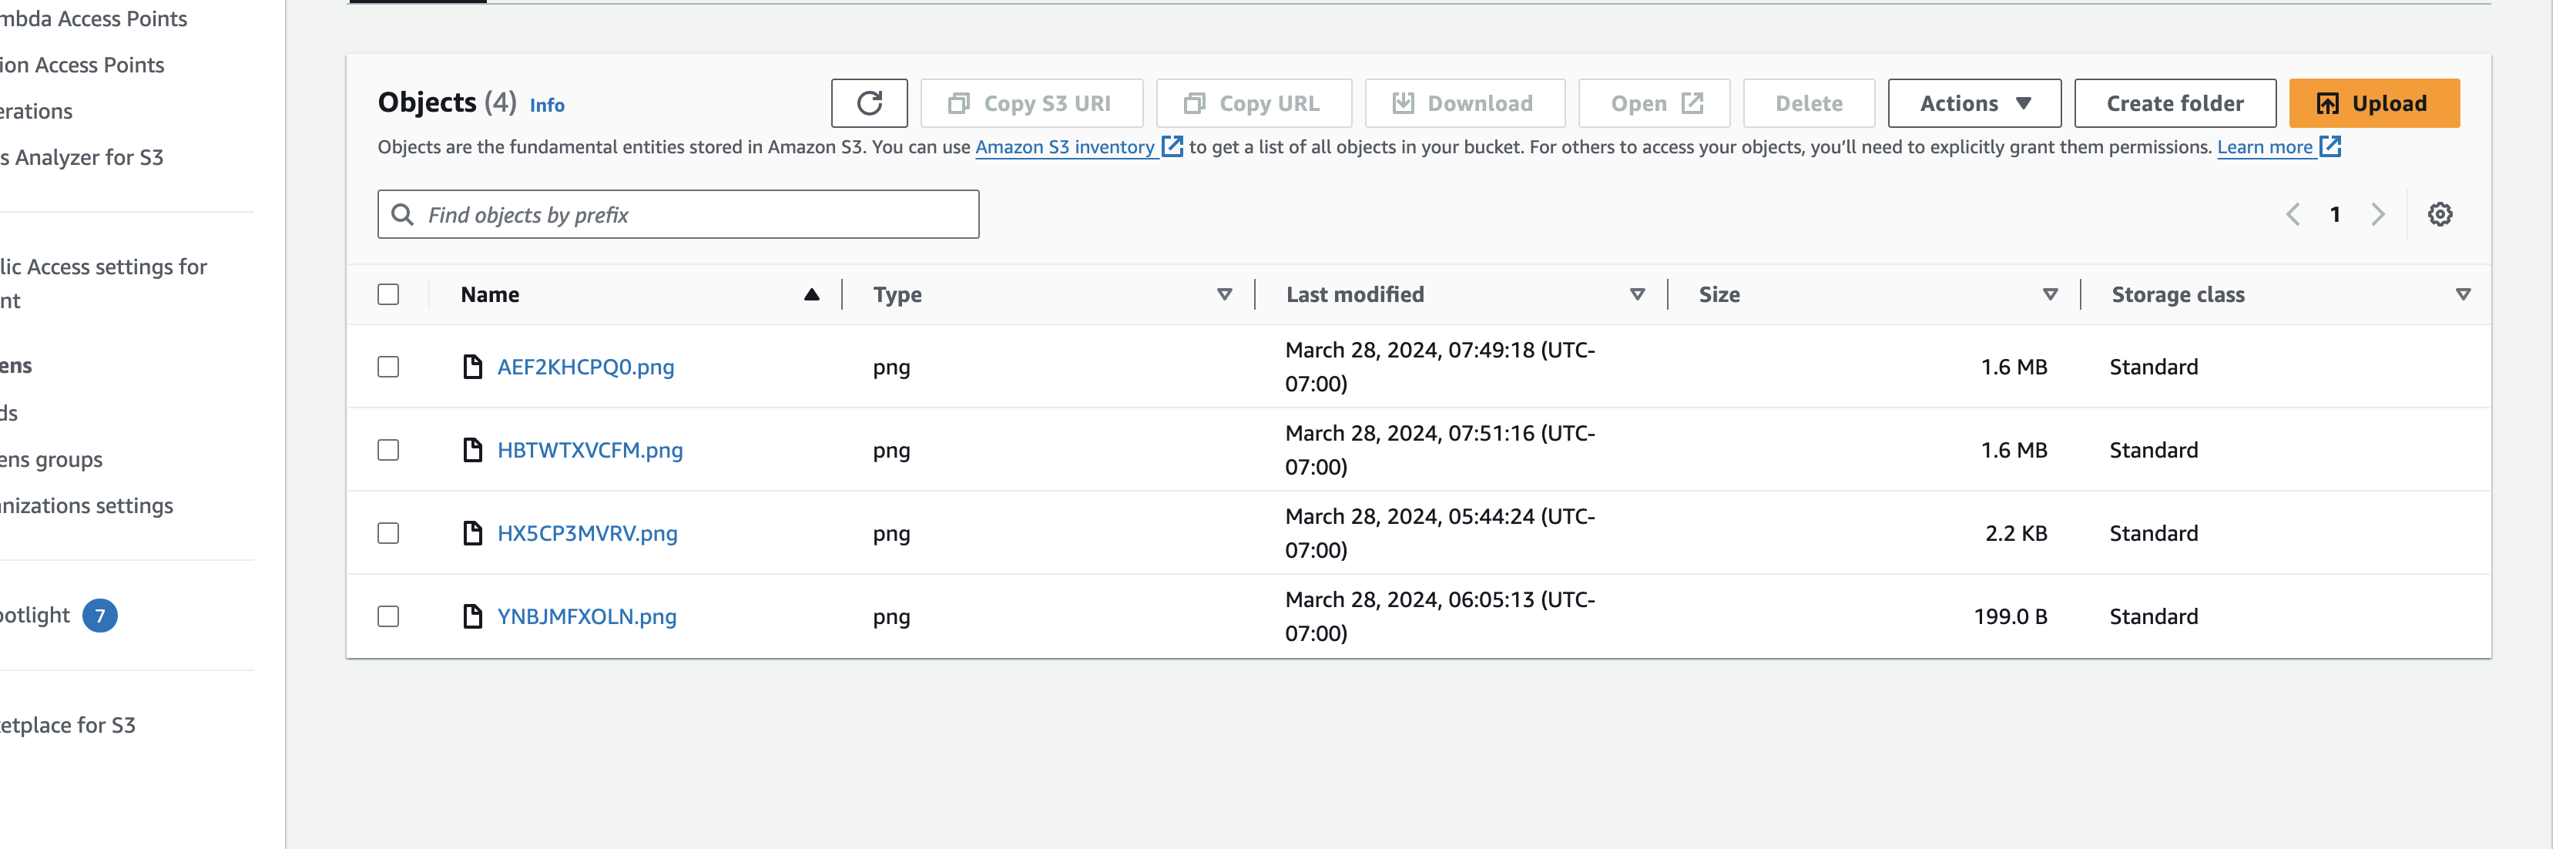 mbda Access Points
ion Access Points
erations
s Analyzer for S3
lic Access settings for
nt
ens
ds
ens groups
nizations settings
potlight 7
etplace for S3
Objects (4) Info
Copy S3 URI
Copy URL
Download
Open
Delete
Actions
Create folder
Upload
Objects are the fundamental entities stored in Amazon S3. You can use Amazon S3 inventory to get a list of all objects in your bucket. For others to access your objects, you’ll need to explicitly grant them permissions. Learn more
Find objects by prefix
1
Name Type Last modified Size Storage class
AEF2KHCPQ0.png png March 28, 2024, 07:49:18 (UTC-
07:00) 1.6 MB Standard
HBTWTXVCFM.png png March 28, 2024, 07:51:16 (UTC-
07:00) 1.6 MB Standard
HX5CP3MVRV.png png March 28, 2024, 05:44:24 (UTC-
07:00) 2.2 KB Standard
YNBJMFXOLN.png png March 28, 2024, 06:05:13 (UTC-
07:00) 199.0 B Standard